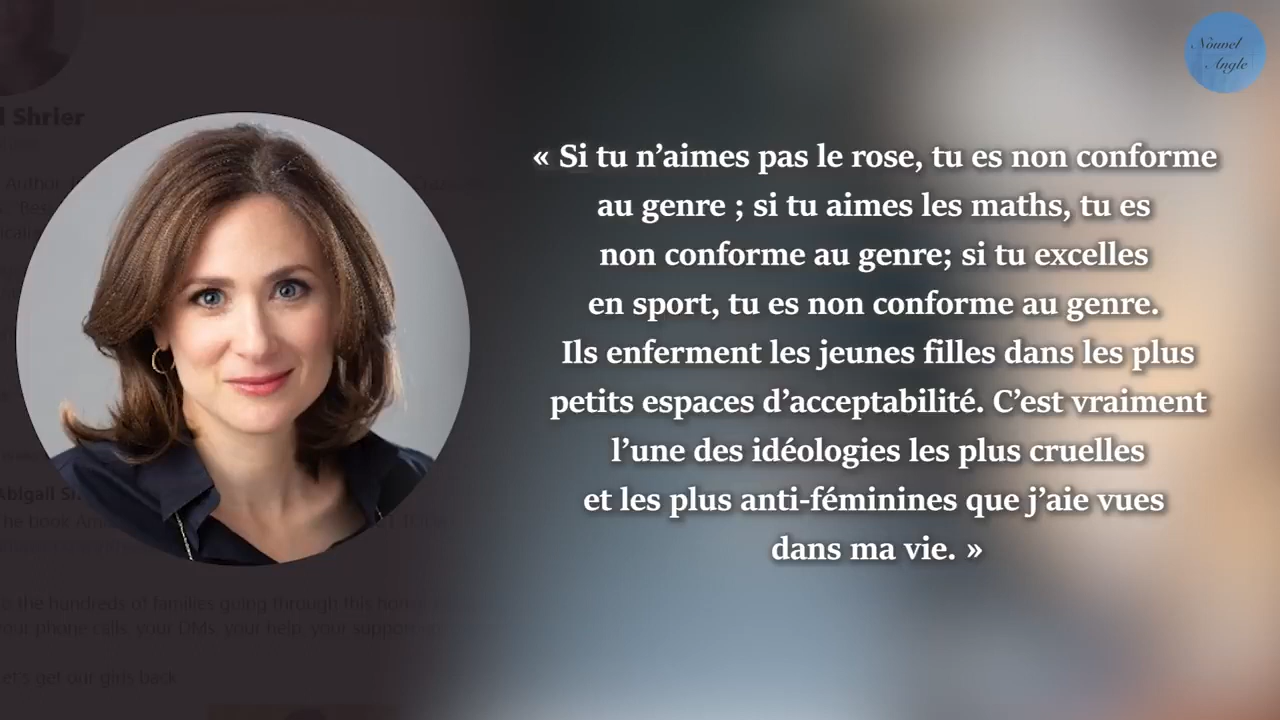 Nouvel
Angle
l Shrier
Author.
Abigail S
the book
« Si tu n’aimes pas le rose, tu es non conforme
au genre ; si tu aimes les maths, tu es
non conforme au genre; si tu excelles
en sport, tu es non conforme au genre.
Ils enferment les jeunes filles dans les plus
petits espaces d’acceptabilité. C’est vraiment
l’une des idéologies les plus cruelles
et les plus anti-féminines que j’aie vues
dans ma vie. »
to the hundreds of families going through this
your phone calls, your DMs, your help, your support
Let's get our girls back